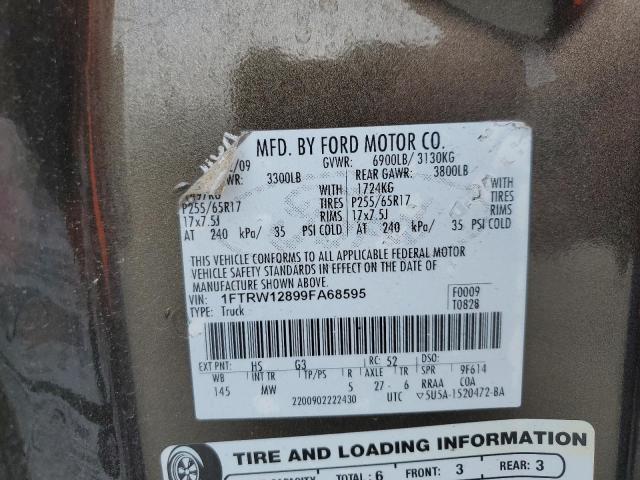 MFD. BY FORD MOTOR CO.
/09 GVWR: 6900LB/ 3130KG
WR: 3300LB REAR GAWR: 3800LB
1497KG WITH 1724KG WITH
P255/65R17 TIRES P255/65R17 TIRES
17x7.5J RIMS 17x7.5J RIMS
AT 240 kPa/ 35 PSI COLD AT 240 kPa/ 35 PSI COLD
THIS VEHICLE CONFORMS TO ALL APPLICABLE FEDERAL MOTOR
VEHICLE SAFETY STANDARDS IN EFFECT ON THE DATE OF
MANUFACTURE SHOWN ABOVE.
VIN: 1FTRW12899FA68595 F0009
TYPE: Truck T0828
EXT PNT: HS G3 RC: 52 DSO:
WB INT TR TP/PS R AXLE TR SPR 9F614
145 MW 5 27 6 RRAA COA
2200902222430 UTC ▽5U5A-1520472-BA
TIRE AND LOADING INFORMATION
CAPACITY TOTAL: 6 FRONT: 3 REAR: 3